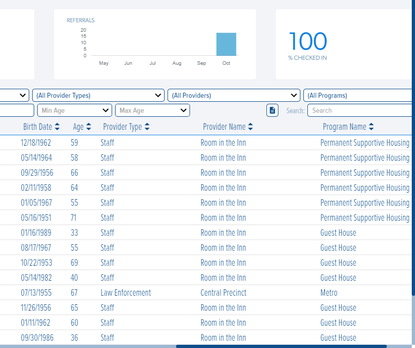 REFERRALS
20
15
10
5
0
May Jun Jul Aug Sep Oct
100
% CHECKED IN
(All Provider Types) (All Providers) (All Programs)
Min Age Max Age Search: Search
Birth Date Age Provider Type Provider Name Program Name
12/18/1962 59 Staff Room in the Inn Permanent Supportive Housing
05/14/1964 58 Staff Room in the Inn Permanent Supportive Housing
09/29/1956 66 Staff Room in the Inn Permanent Supportive Housing
02/11/1958 64 Staff Room in the Inn Permanent Supportive Housing
01/05/1967 55 Staff Room in the Inn Permanent Supportive Housing
05/16/1951 71 Staff Room in the Inn Permanent Supportive Housing
01/16/1989 33 Staff Room in the Inn Guest House
08/17/1967 55 Staff Room in the Inn Guest House
10/22/1953 69 Staff Room in the Inn Guest House
05/14/1982 40 Staff Room in the Inn Guest House
07/13/1955 67 Law Enforcement Central Precinct Metro
11/26/1956 65 Staff Room in the Inn Guest House
01/11/1962 60 Staff Room in the Inn Guest House
09/30/1986 36 Staff Room in the Inn Guest House